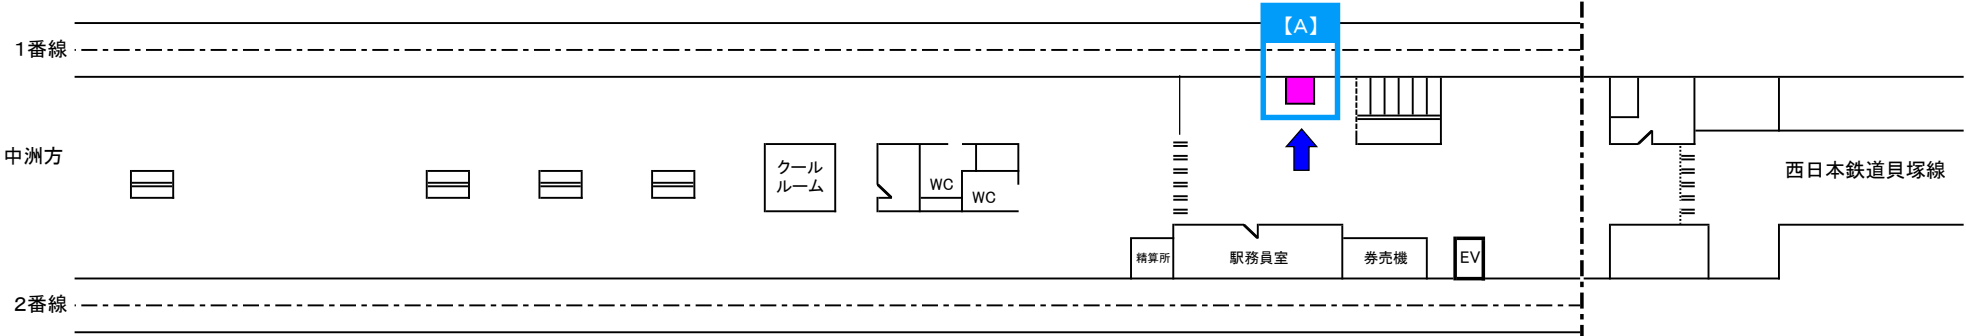 【A】
1番線
中洲方
クール
ルーム
WC
WC
西日本鉄道貝塚線
精算所
駅務員室
券売機
EV
2番線